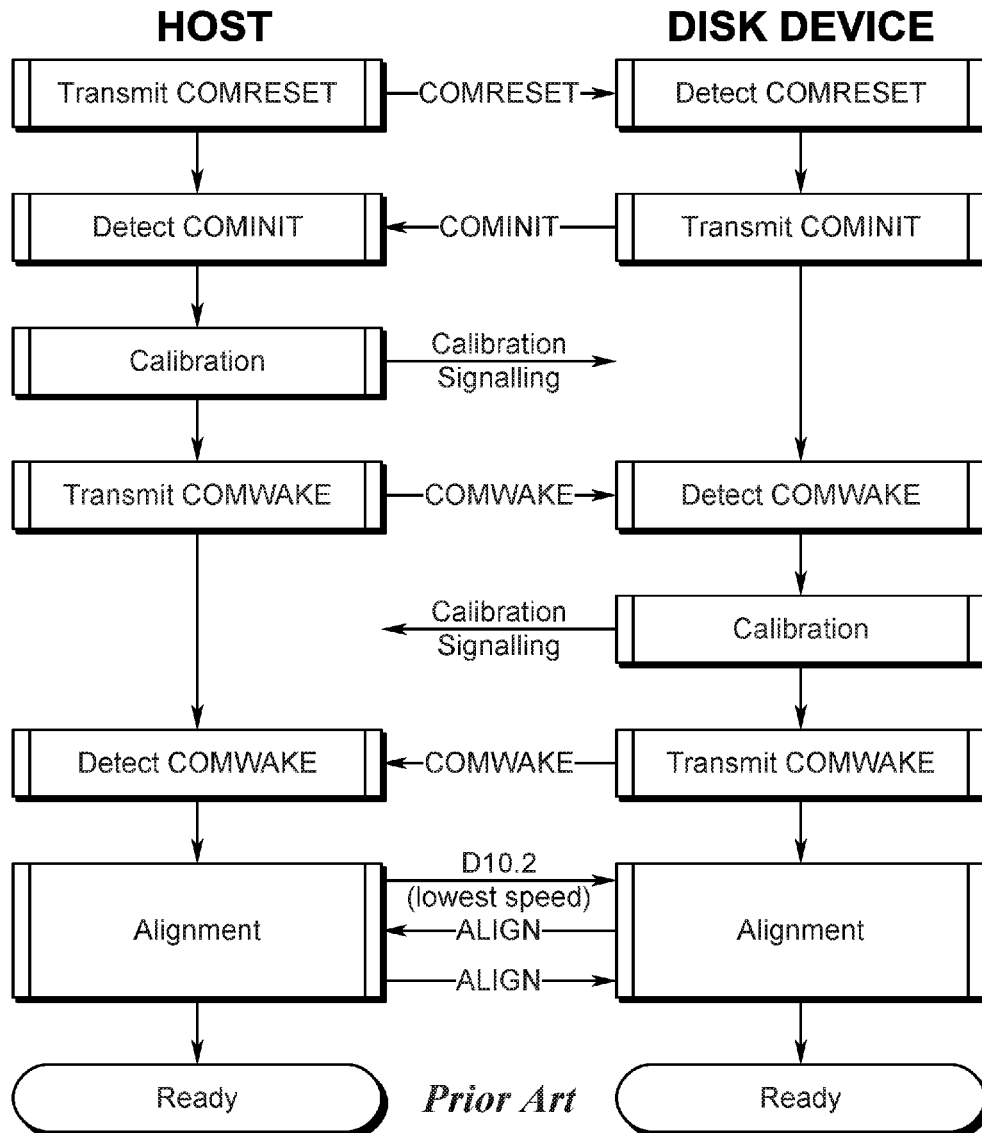 HOST
DISK DEVICE
Transmit COMRESET
COMRESET
Detect COMRESET
Detect COMINIT
COMINIT
Transmit COMINIT
Calibration
Calibration
Signalling
Transmit COMWAKE
COMWAKE
Detect COMWAKE
Calibration
Signalling
Calibration
Detect COMWAKE
COMWAKE
Transmit COMWAKE
Alignment
D10.2
(lowest speed)
ALIGN
ALIGN
Alignment
Ready
Prior Art
Ready